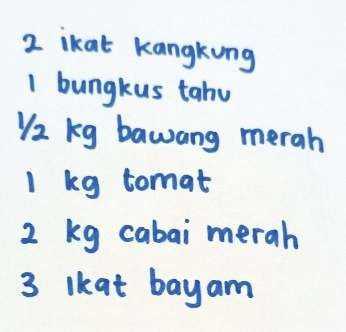 2 ikat kangkung
1 bungkus tahu
1/2 kg bawang merah
1 kg tomat
2 kg cabai merah
3 ikat bayam